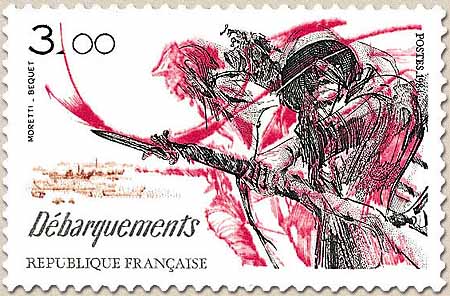 3.00
MORETTI - BEQUET
Débarquements
REPUBLIQUE FRANÇAISE
POSTES